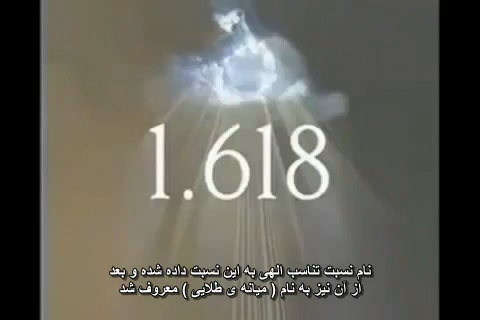 1.618
نام نسبت تناسب الهی به این نسبت داده شده و بعد
از آن نیز به نام ( میانه ی طلایی ) معروف شد